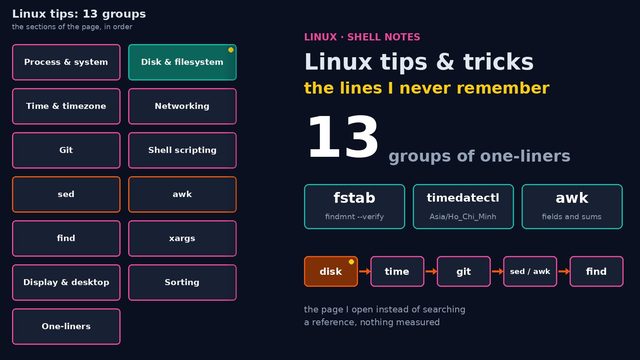 Linux tips: 13 groups
the sections of the page, in order
Process & system
Disk & filesystem
Time & timezone
Networking
Git
Shell scripting
sed
awk
find
xargs
Display & desktop
Sorting
One-liners
LINUX · SHELL NOTES
Linux tips & tricks
the lines I never remember
13 groups of one-liners
fstab
findmnt --verify
timedatectl
Asia/Ho_Chi_Minh
awk
fields and sums
disk
time
git
sed / awk
find
the page I open instead of searching
a reference, nothing measured